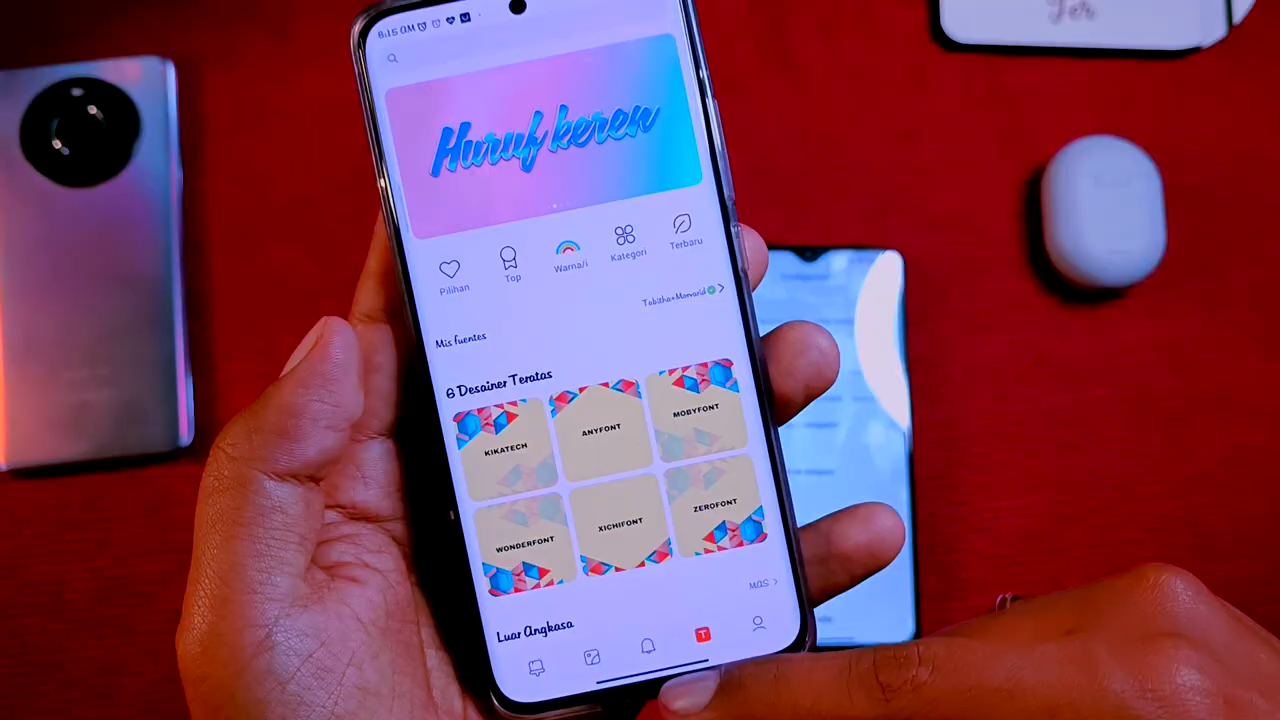 8:15 AM
Huruf keren
Pilihan
Top
Warna/i
Kategori
Terbaru
Tabitha+Morvarid
Mis fuentes
6 Desainer Teratas
KIKATECH
ANYFONT
MOBYFONT
WONDERFONT
XICHIFONT
ZEROFONT
MÁS
Luar Angkasa
T